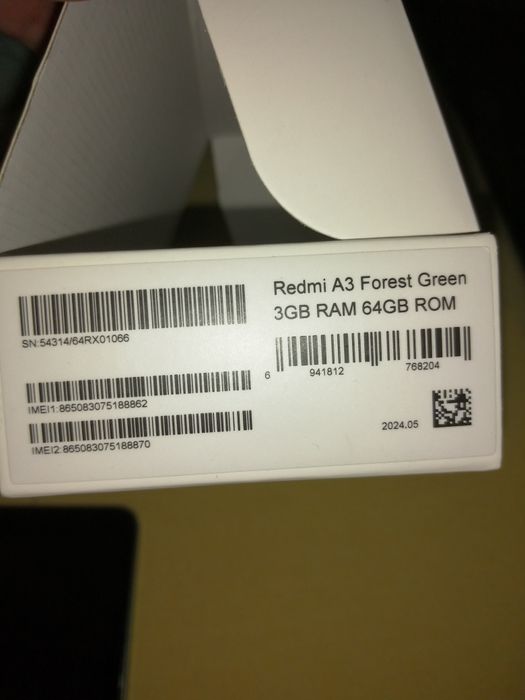 Redmi A3 Forest Green
3GB RAM 64GB ROM
SN:54314/64RX01066
6 941812 768204
IMEI1:865083075188862
IMEI2:865083075188870
2024.05